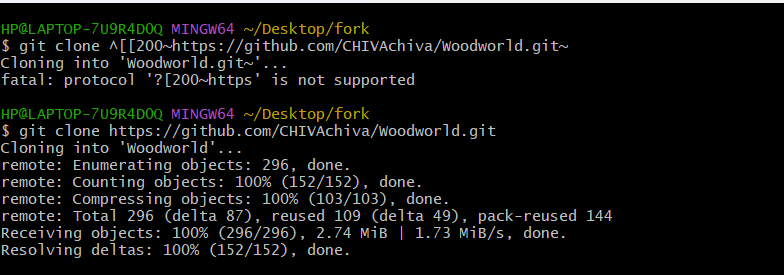 HP@LAPTOP-7U9R4DOQ MINGW64 ~/Desktop/fork
$ git clone ^[[200~https://github.com/CHIVAchiva/Woodworld.git~
Cloning into 'Woodworld.git~'...
fatal: protocol '?[200~https' is not supported
HP@LAPTOP-7U9R4DOQ MINGW64 ~/Desktop/fork
$ git clone https://github.com/CHIVAchiva/Woodworld.git
Cloning into 'Woodworld'...
remote: Enumerating objects: 296, done.
remote: Counting objects: 100% (152/152), done.
remote: Compressing objects: 100% (103/103), done.
remote: Total 296 (delta 87), reused 109 (delta 49), pack-reused 144
Receiving objects: 100% (296/296), 2.74 MiB | 1.73 MiB/s, done.
Resolving deltas: 100% (152/152), done.